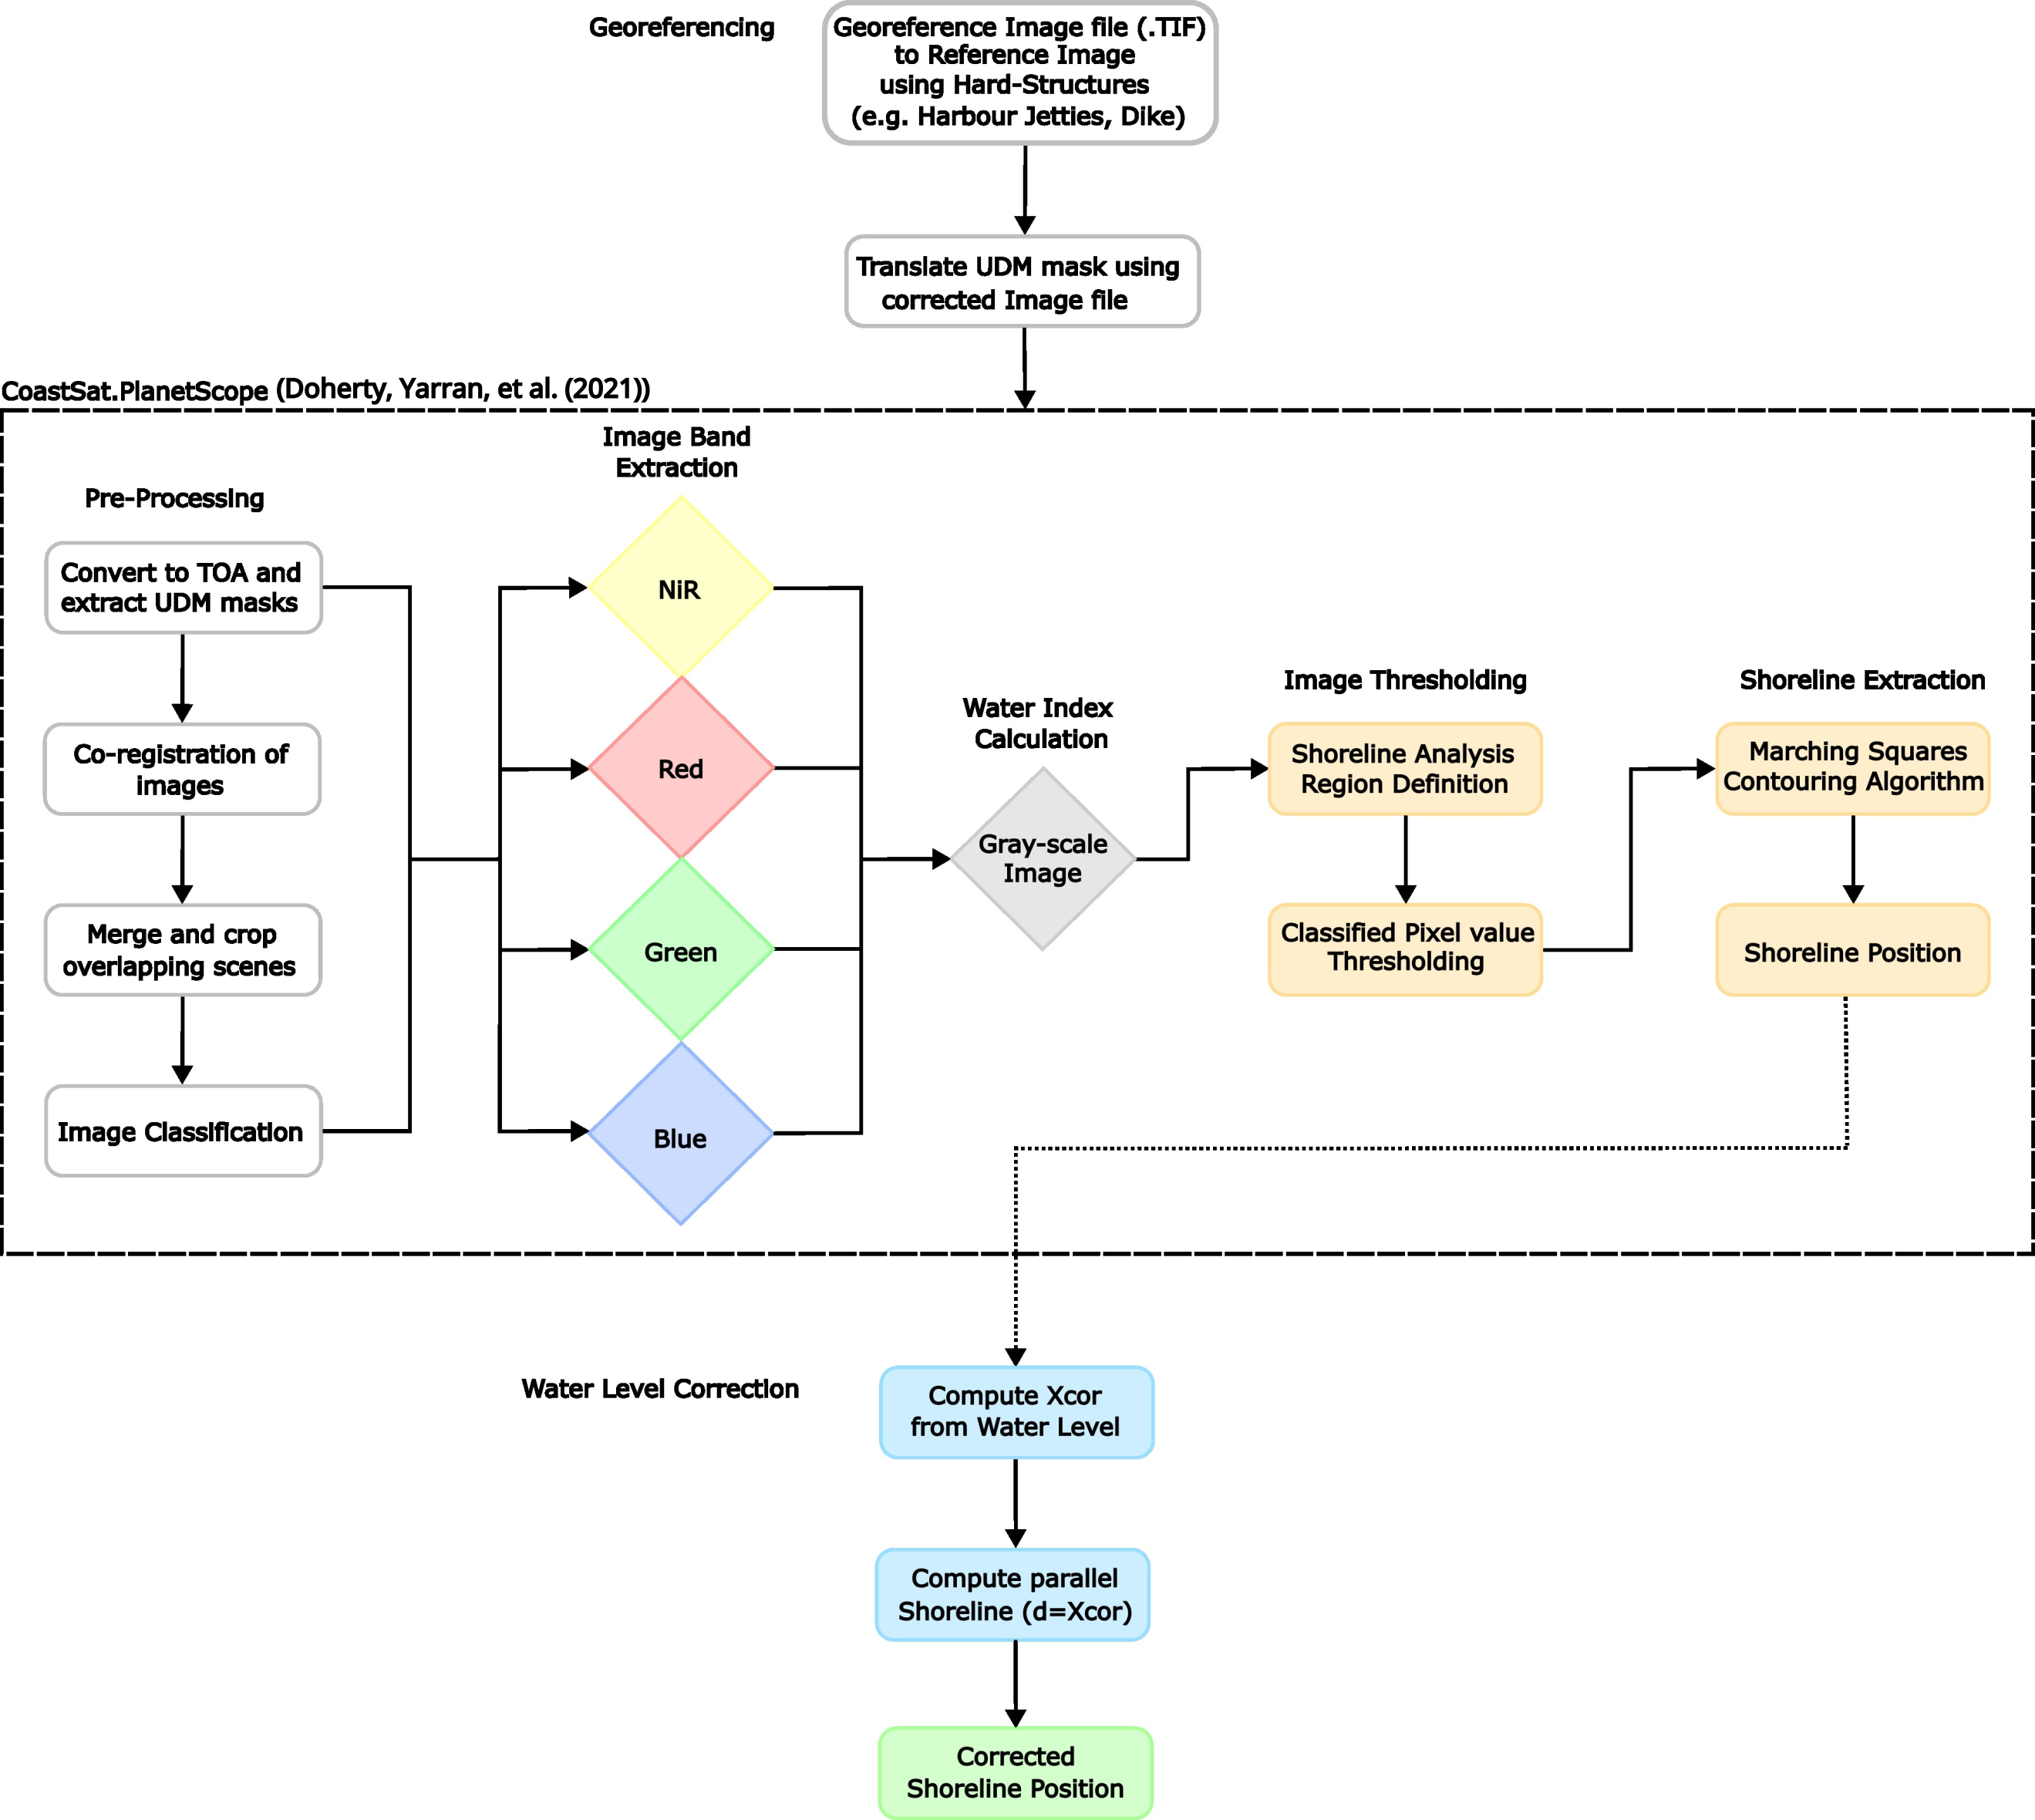 Georeferencing
Georeference Image file (.TIF)
to Reference Image
using Hard-Structures
(e.g. Harbour Jetties, Dike)
Translate UDM mask using
corrected Image file
CoastSat.PlanetScope (Doherty, Yarran, et al. (2021))
Pre-Processing
Convert to TOA and
extract UDM masks
Co-registration of
images
Merge and crop
overlapping scenes
Image Classification
Image Band
Extraction
NiR
Red
Green
Blue
Water Index
Calculation
Gray-scale
Image
Image Thresholding
Shoreline Analysis
Region Definition
Classified Pixel value
Thresholding
Shoreline Extraction
Marching Squares
Contouring Algorithm
Shoreline Position
Water Level Correction
Compute Xcor
from Water Level
Compute parallel
Shoreline (d=Xcor)
Corrected
Shoreline Position